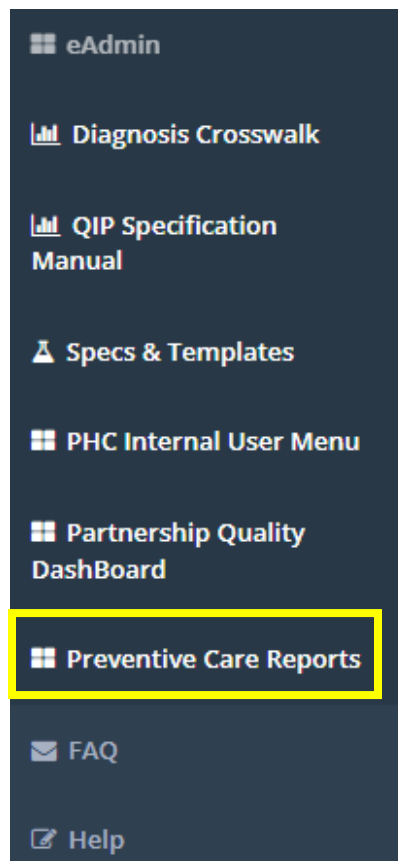 eAdmin
Diagnosis Crosswalk
QIP Specification
Manual
Specs & Templates
PHC Internal User Menu
Partnership Quality
DashBoard
Preventive Care Reports
FAQ
Help